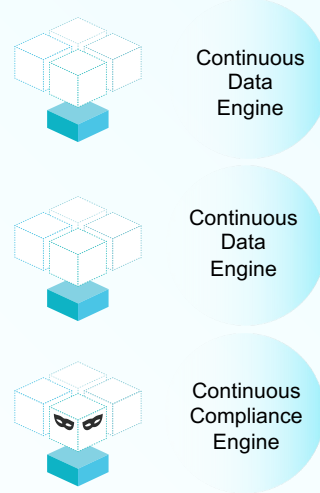 Continuous
Data
Engine
Continuous
Data
Engine
Continuous
Compliance
Engine